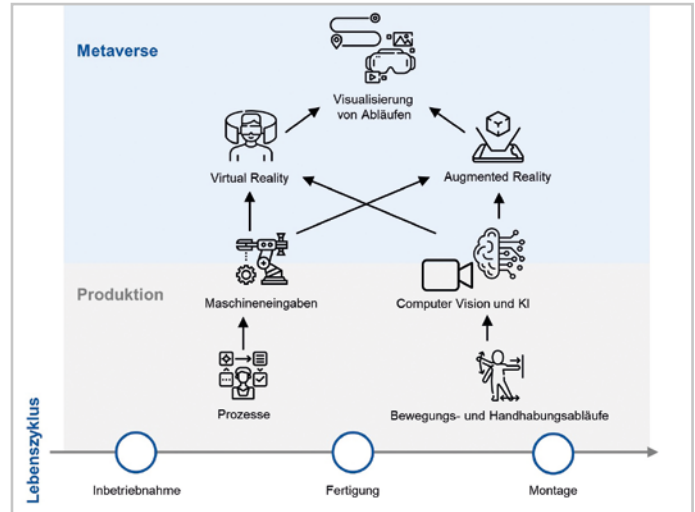 Metaverse
Visualisierung
von Abläufen
Virtual Reality
Augmented Reality
Produktion
Maschineneingaben
Computer Vision und KI
Prozesse
Bewegungs- und Handhabungsabläufe
Lebenszyklus
Inbetriebnahme
Fertigung
Montage